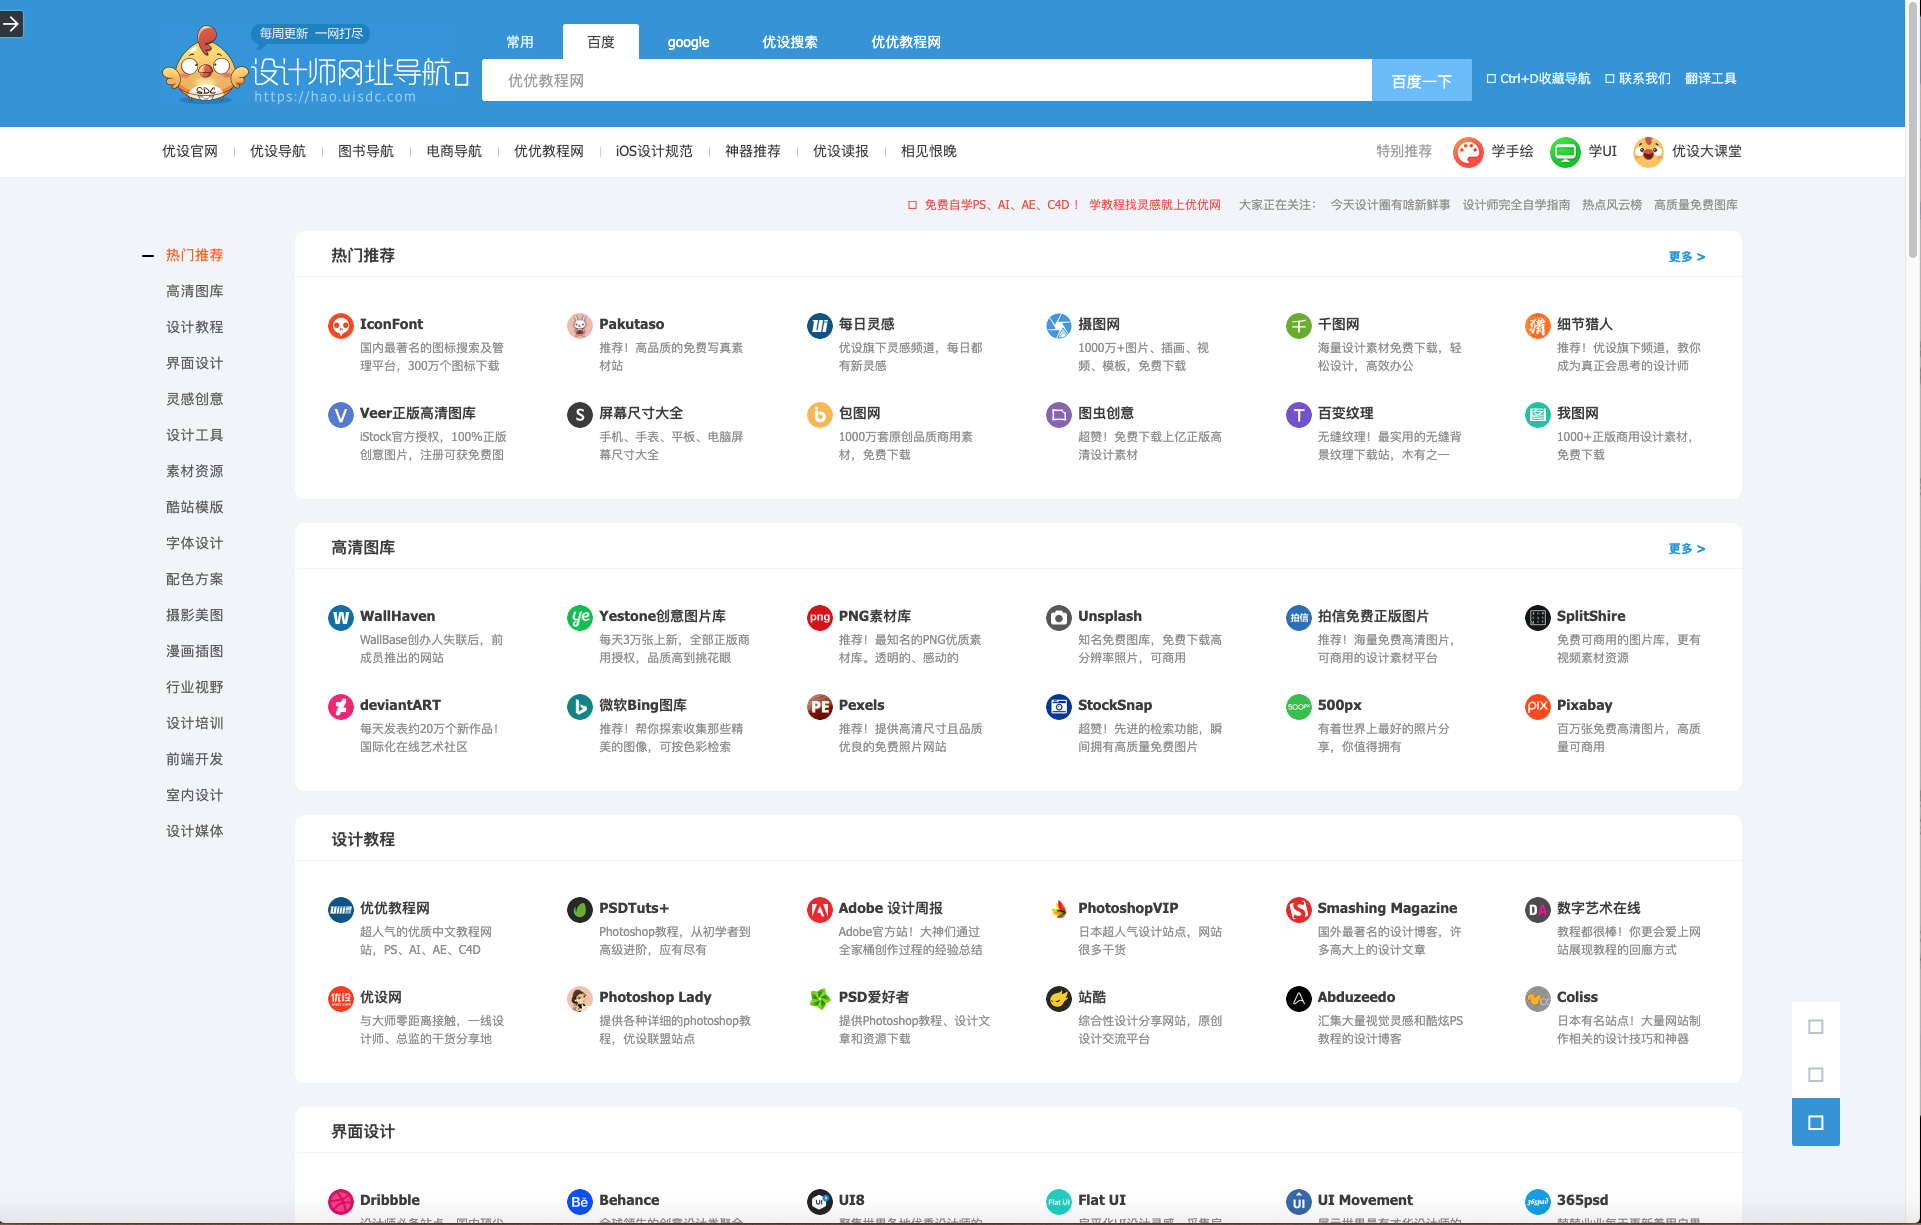 每周更新 一网打尽
设计师网址导航
https://hao.uisdc.com
SDC
常用 百度 google 优设搜索 优优教程网
优优教程网 百度一下
Ctrl+D收藏导航 联系我们 翻译工具
优设官网 优设导航 图书导航 电商导航 优优教程网 iOS设计规范 神器推荐 优设读报 相见恨晚
特别推荐 学手绘 学UI 优设大课堂
免费自学PS、AI、AE、C4D！ 学教程找灵感就上优优网 大家正在关注： 今天设计圈有啥新鲜事 设计师完全自学指南 热点风云榜 高质量免费图库
热门推荐
高清图库
设计教程
界面设计
灵感创意
设计工具
素材资源
酷站模版
字体设计
配色方案
摄影美图
漫画插图
行业视野
设计培训
前端开发
室内设计
设计媒体
热门推荐 更多 >
IconFont
国内最著名的图标搜索及管
理平台，300万个图标下载
Pakutaso
推荐！高品质的免费写真素
材站
每日灵感
优设旗下灵感频道，每日都
有新灵感
摄图网
1000万+图片、插画、视
频、模板，免费下载
千图网
海量设计素材免费下载，轻
松设计，高效办公
细节猎人
推荐！优设旗下频道，教你
成为真正会思考的设计师
Veer正版高清图库
iStock官方授权，100%正版
创意图片，注册可获免费图
屏幕尺寸大全
手机、手表、平板、电脑屏
幕尺寸大全
包图网
1000万套原创品质商用素
材，免费下载
图虫创意
超赞！免费下载上亿正版高
清设计素材
百变纹理
无缝纹理！最实用的无缝背
景纹理下载站，木有之一
我图网
1000+正版商用设计素材，
免费下载
高清图库 更多 >
WallHaven
WallBase创办人失联后，前
成员推出的网站
Yestone创意图片库
每天3万张上新，全部正版商
用授权，品质高到挑花眼
PNG素材库
推荐！最知名的PNG优质素
材库。透明的、感动的
Unsplash
知名免费图库，免费下载高
分辨率照片，可商用
拍信免费正版图片
推荐！海量免费高清图片，
可商用的设计素材平台
SplitShire
免费可商用的图片库，更有
视频素材资源
deviantART
每天发表约20万个新作品！
国际化在线艺术社区
微软Bing图库
推荐！帮你探索收集那些精
美的图像，可按色彩检索
Pexels
推荐！提供高清尺寸且品质
优良的免费照片网站
StockSnap
超赞！先进的检索功能，瞬
间拥有高质量免费图片
500px
有着世界上最好的照片分
享，你值得拥有
Pixabay
百万张免费高清图片，高质
量可商用
设计教程
优优教程网
超人气的优质中文教程网
站，PS、AI、AE、C4D
PSDTuts+
Photoshop教程，从初学者到
高级进阶，应有尽有
Adobe 设计周报
Adobe官方站！大神们通过
全家桶创作过程的经验总结
PhotoshopVIP
日本超人气设计站点，网站
很多干货
Smashing Magazine
国外最著名的设计博客，许
多高大上的设计文章
数字艺术在线
教程都很棒！你更会爱上网
站展现教程的回廊方式
优设网
与大师零距离接触，一线设
计师、总监的干货分享地
Photoshop Lady
提供各种详细的photoshop教
程，优设联盟站点
PSD爱好者
提供Photoshop教程、设计文
章和资源下载
站酷
综合性设计分享网站，原创
设计交流平台
Abduzeedo
汇集大量视觉灵感和酷炫PS
教程的设计博客
Coliss
日本有名站点！大量网站制
作相关的设计技巧和神器
界面设计
Dribbble
Behance
UI8
Flat UI
UI Movement
365psd